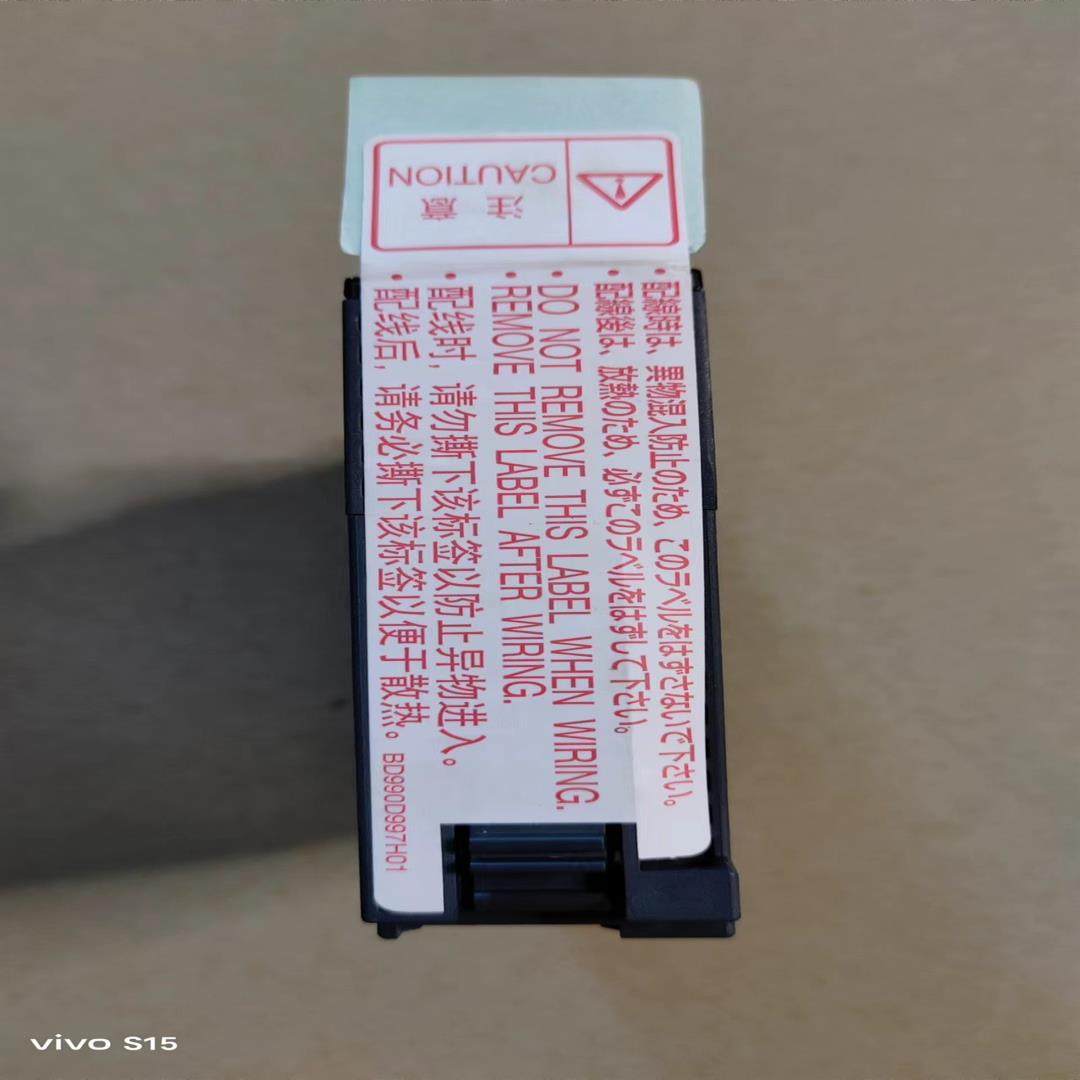 注 意
CAUTION
• 配線時は、異物混入防止のため、このラベルをはずさないで下さい。
• 配線後は、放熱のため、必ずこのラベルをはずして下さい。
• DO NOT REMOVE THIS LABEL WHEN WIRING.
• REMOVE THIS LABEL AFTER WIRING.
• 配线时，请勿撕下该标签以防止异物进入。
• 配线后，请务必撕下该标签以便于散热。
BD990D997H01
vivo S15